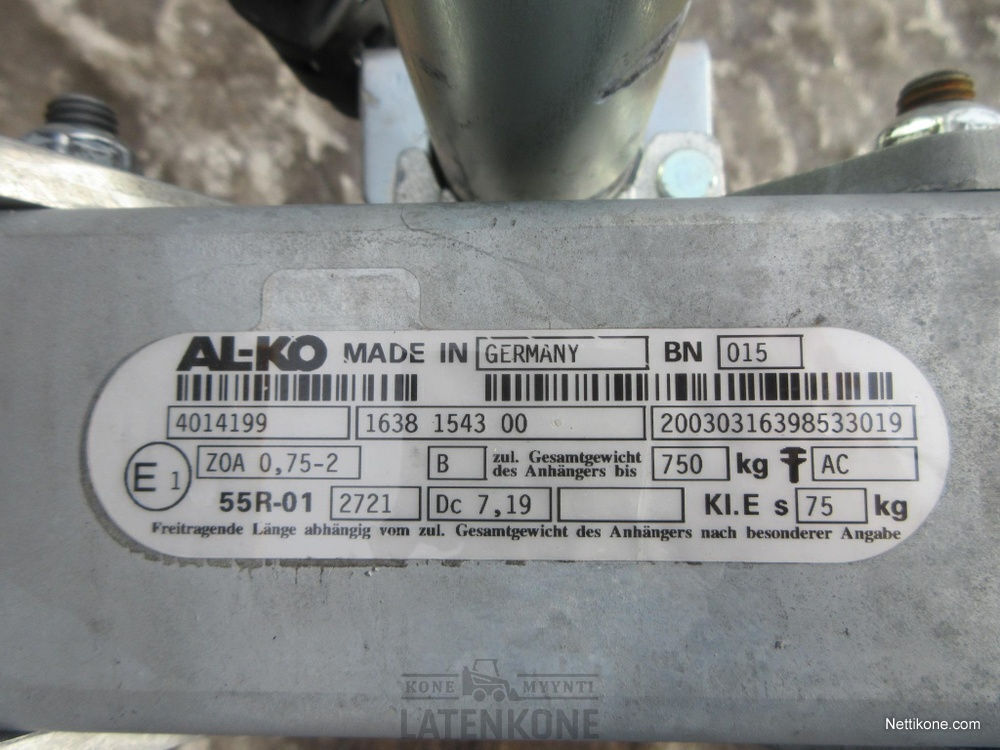 AL-KO MADE IN GERMANY BN 015
4014199 1638 1543 00 20030316398533019
E 1 ZOA 0,75-2 B zul. Gesamtgewicht des Anhängers bis 750 kg AC
55R-01 2721 Dc 7,19 KI.E s 75 kg
Freitragende Länge abhängig vom zul. Gesamtgewicht des Anhängers nach besonderer Angabe
KONE MYYNTI
LATENKONE
Nettikone.com